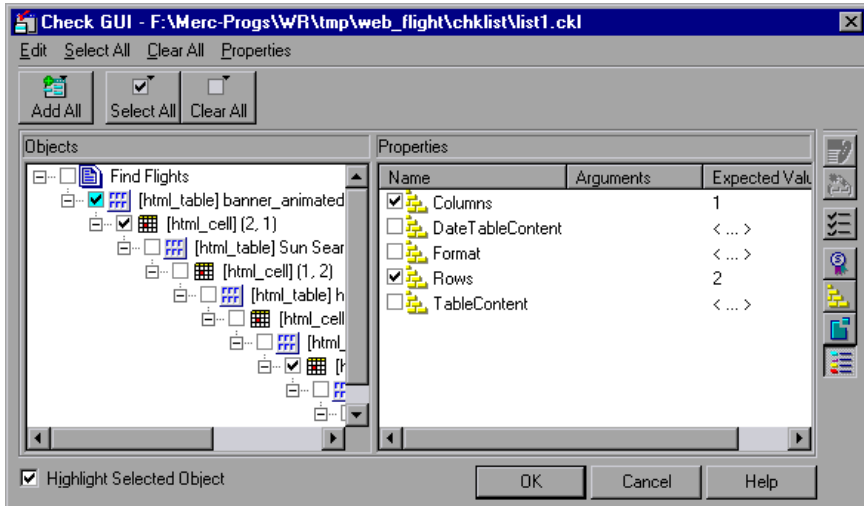 Check GUI - F:\Merc-Progs\WR\tmp\web_flight\chklist\list1.ckl
Edit Select All Clear All Properties
Add All Select All Clear All
Objects
Find Flights
[html_table] banner_animated
[html_cell] (2, 1)
[html_table] Sun Sear
[html_cell] (1, 2)
[html_table] h
[html_cell
[html_
[h
Properties
Name Arguments Expected Valu
Columns 1
DateTableContent < ... >
Format < ... >
Rows 2
TableContent < ... >
Highlight Selected Object
OK Cancel Help